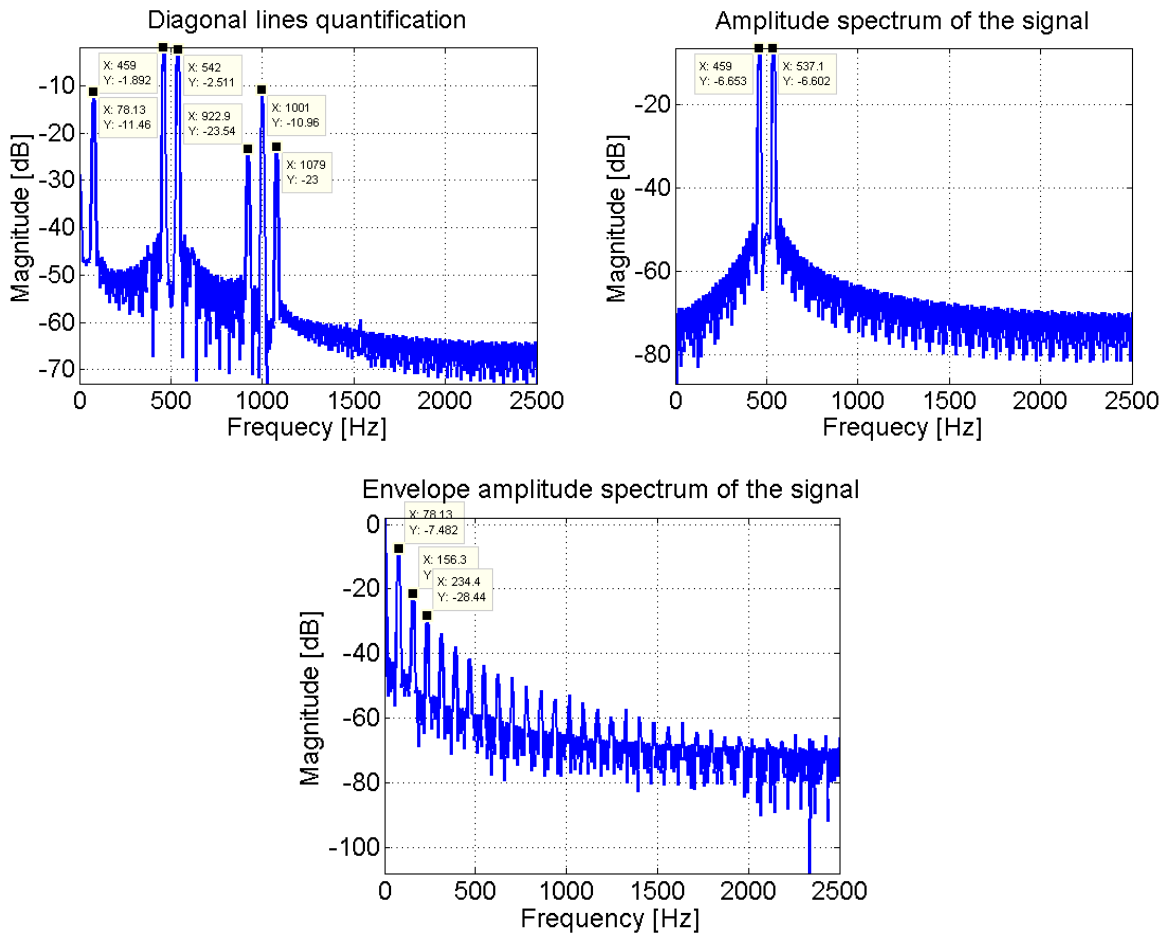 Diagonal lines quantification
X: 459
Y: -1.892
X: 542
Y: -2.511
X: 78.13
Y: -11.46
X: 922.9
Y: -23.54
X: 1001
Y: -10.96
X: 1079
Y: -23
-10
-20
-30
-40
-50
-60
-70
Magnitude [dB]
0 500 1000 1500 2000 2500
Frequecy [Hz]
Amplitude spectrum of the signal
X: 459
Y: -6.653
X: 537.1
Y: -6.602
-20
-40
-60
-80
Magnitude [dB]
0 500 1000 1500 2000 2500
Frequecy [Hz]
Envelope amplitude spectrum of the signal
X: 78.13
Y: -7.482
X: 156.3
Y
X: 234.4
Y: -28.44
0
-20
-40
-60
-80
-100
Magnitude [dB]
0 500 1000 1500 2000 2500
Frequency [Hz]